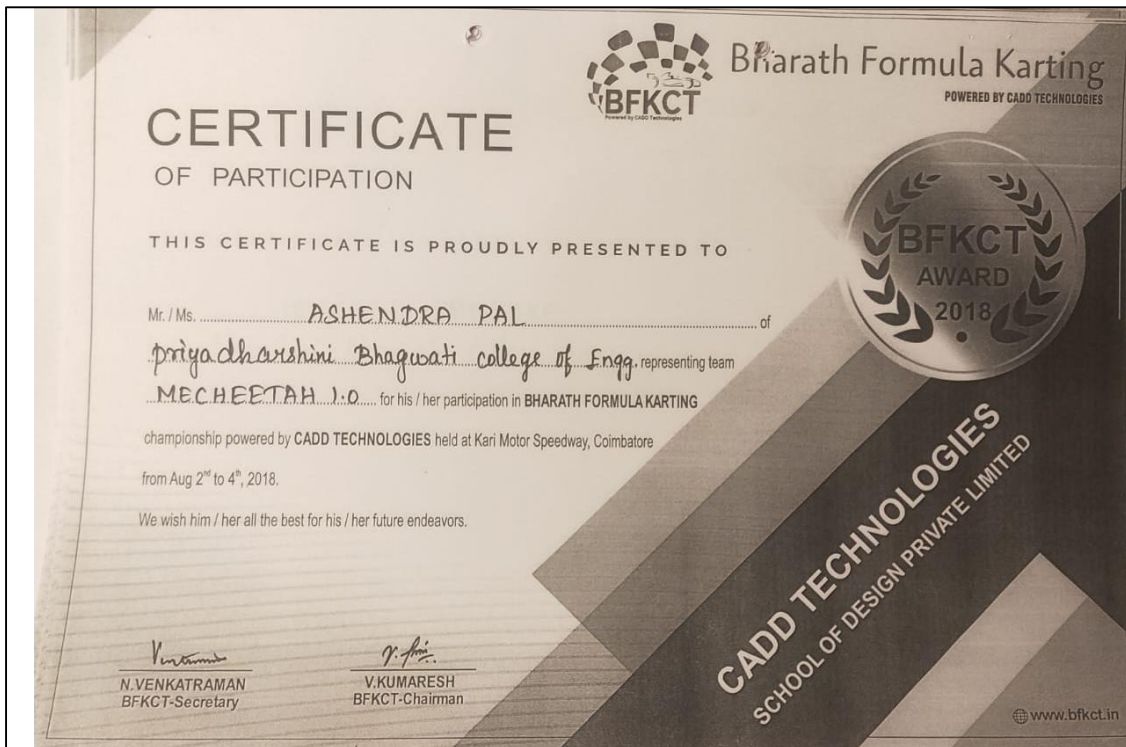 BFKCT
Powered by CADD Technologies
Bharath Formula Karting
POWERED BY CADD TECHNOLOGIES
CERTIFICATE
OF PARTICIPATION
THIS CERTIFICATE IS PROUDLY PRESENTED TO
BFKCT
AWARD
2018
Mr. / Ms. ASHENDRA PAL of
priyadharshini Bhagwati college of Engg. representing team
MECHEETAH 1.0 for his / her participation in BHARATH FORMULA KARTING
championship powered by CADD TECHNOLOGIES held at Kari Motor Speedway, Coimbatore
from Aug 2nd to 4th, 2018.
We wish him / her all the best for his / her future endeavors.
CADD TECHNOLOGIES
SCHOOL OF DESIGN PRIVATE LIMITED
N.VENKATRAMAN
BFKCT-Secretary
V.KUMARESH
BFKCT-Chairman
www.bfkct.in